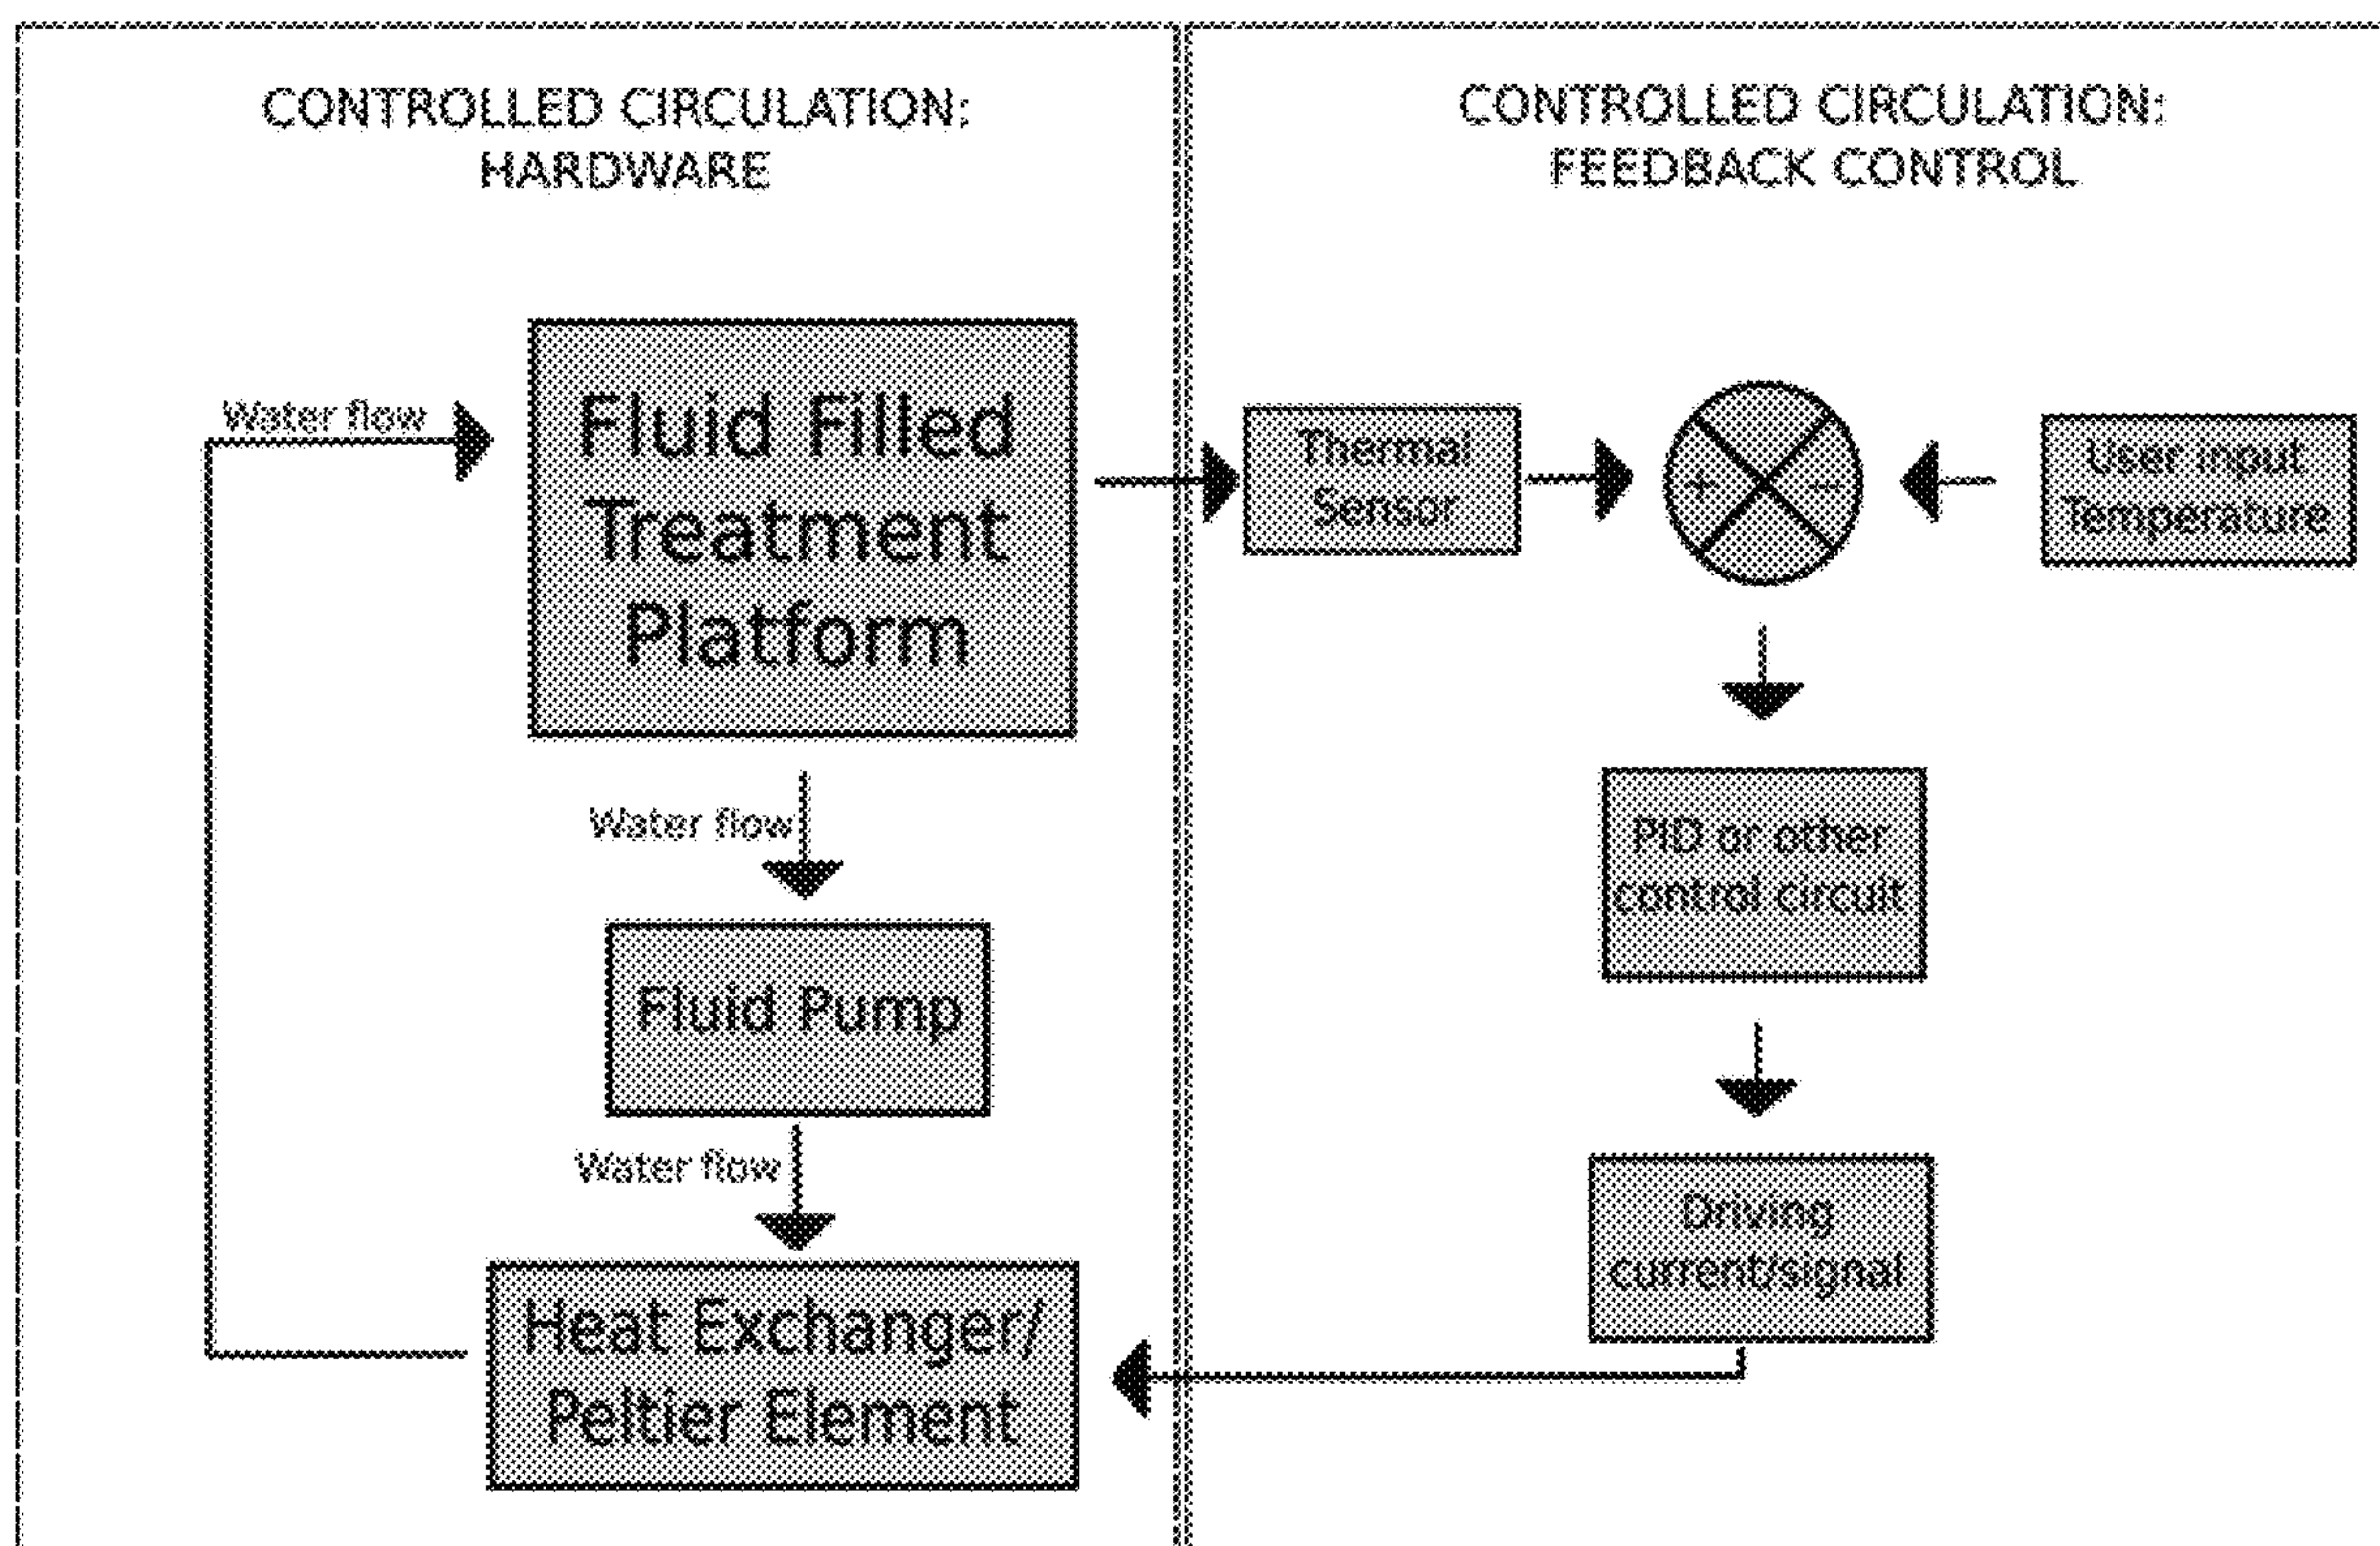 CONTROLLED CIRCULATION:
HARDWARE
Water flow
Fluid Filled
Treatment
Platform
Water flow
Fluid Pump
Water flow
Heat Exchanger/
Peltier Element
CONTROLLED CIRCULATION:
FEEDBACK CONTROL
Thermal
Sensor
+ −
User input
Temperature
PID or other
control circuit
Driving
current/signal